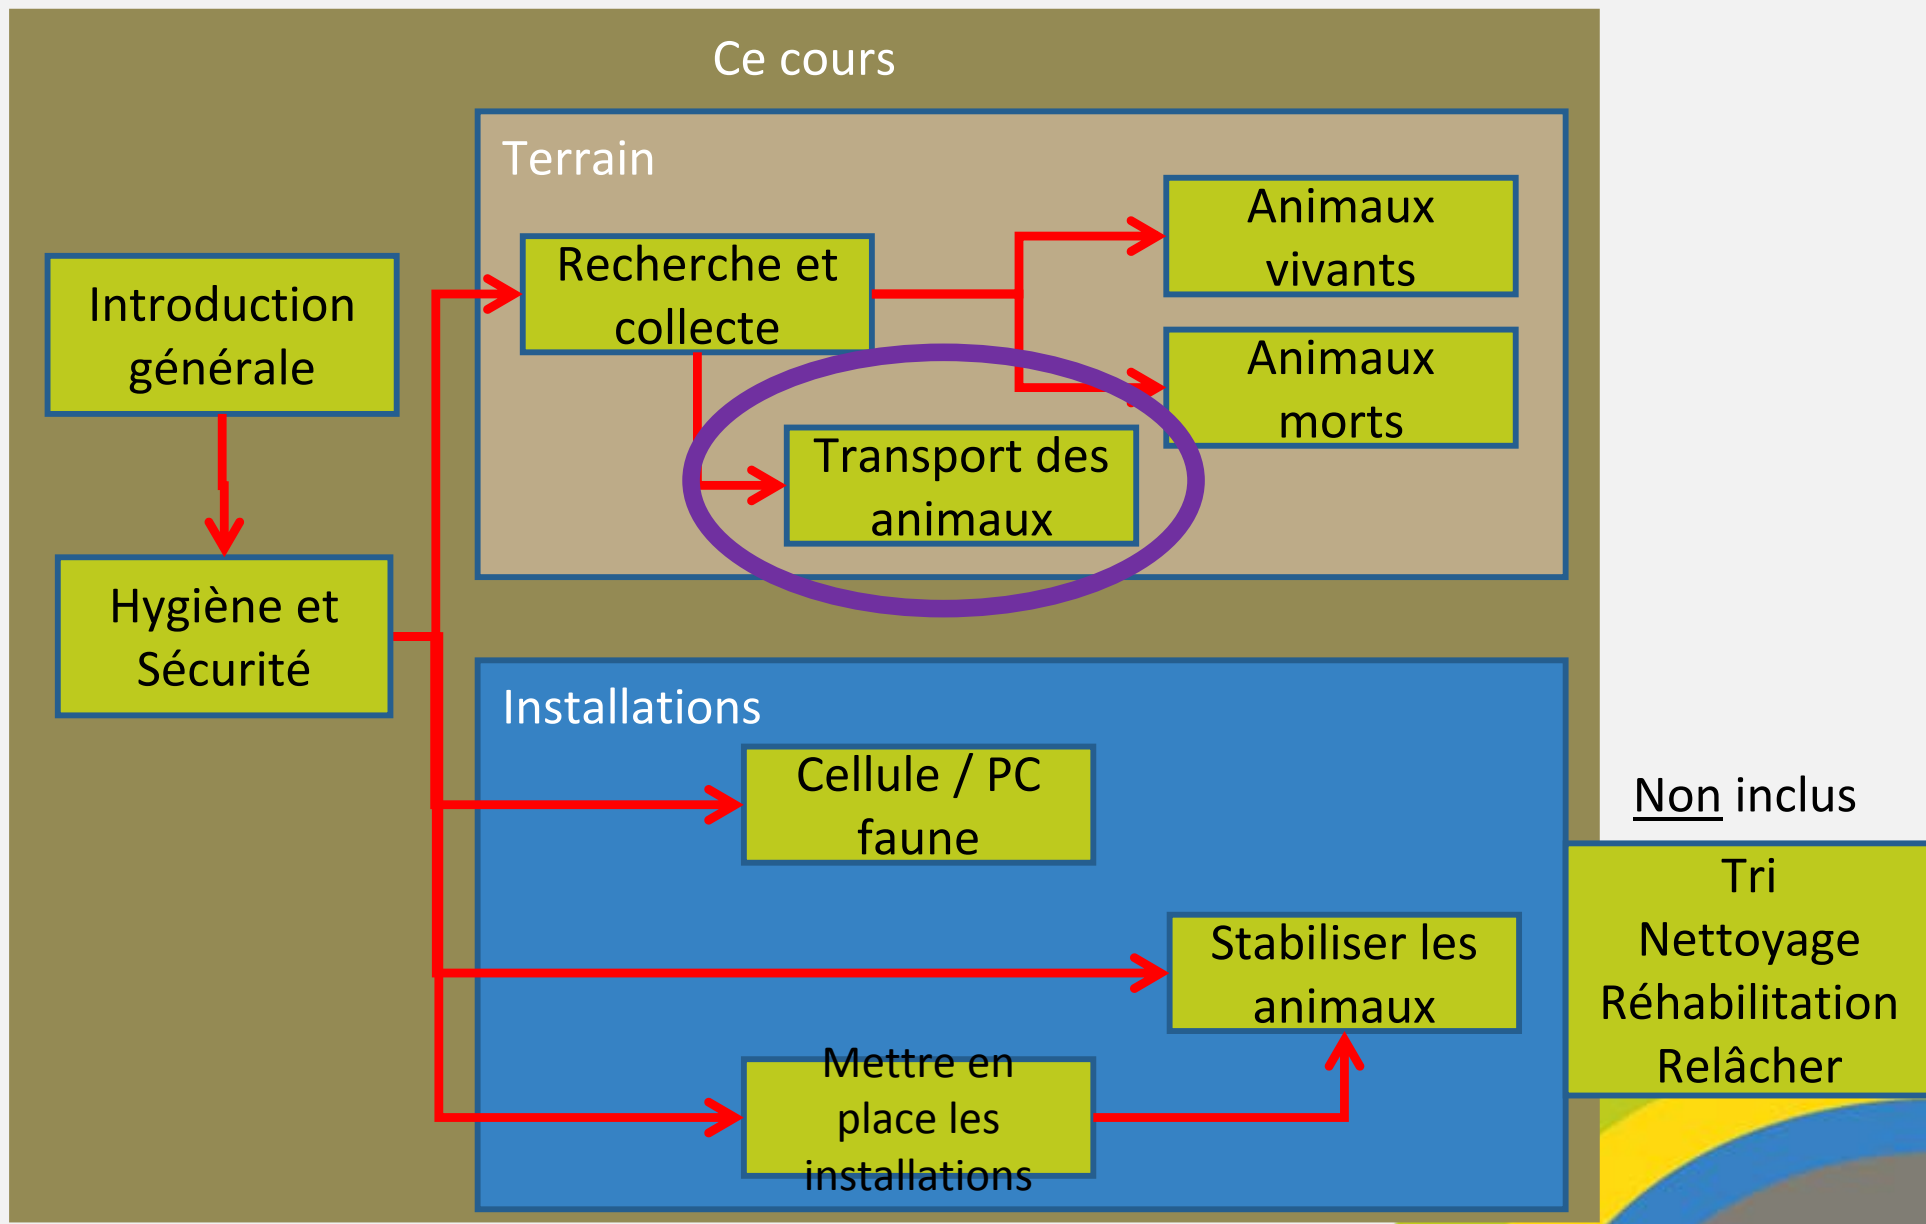 Ce cours
Terrain
Introduction
générale
Hygiène et
Sécurité
Recherche et
collecte
Animaux
vivants
Animaux
morts
Transport des
animaux
Installations
Cellule / PC
faune
Stabiliser les
animaux
Mettre en
place les
installations
Non inclus
Tri
Nettoyage
Réhabilitation
Relâcher